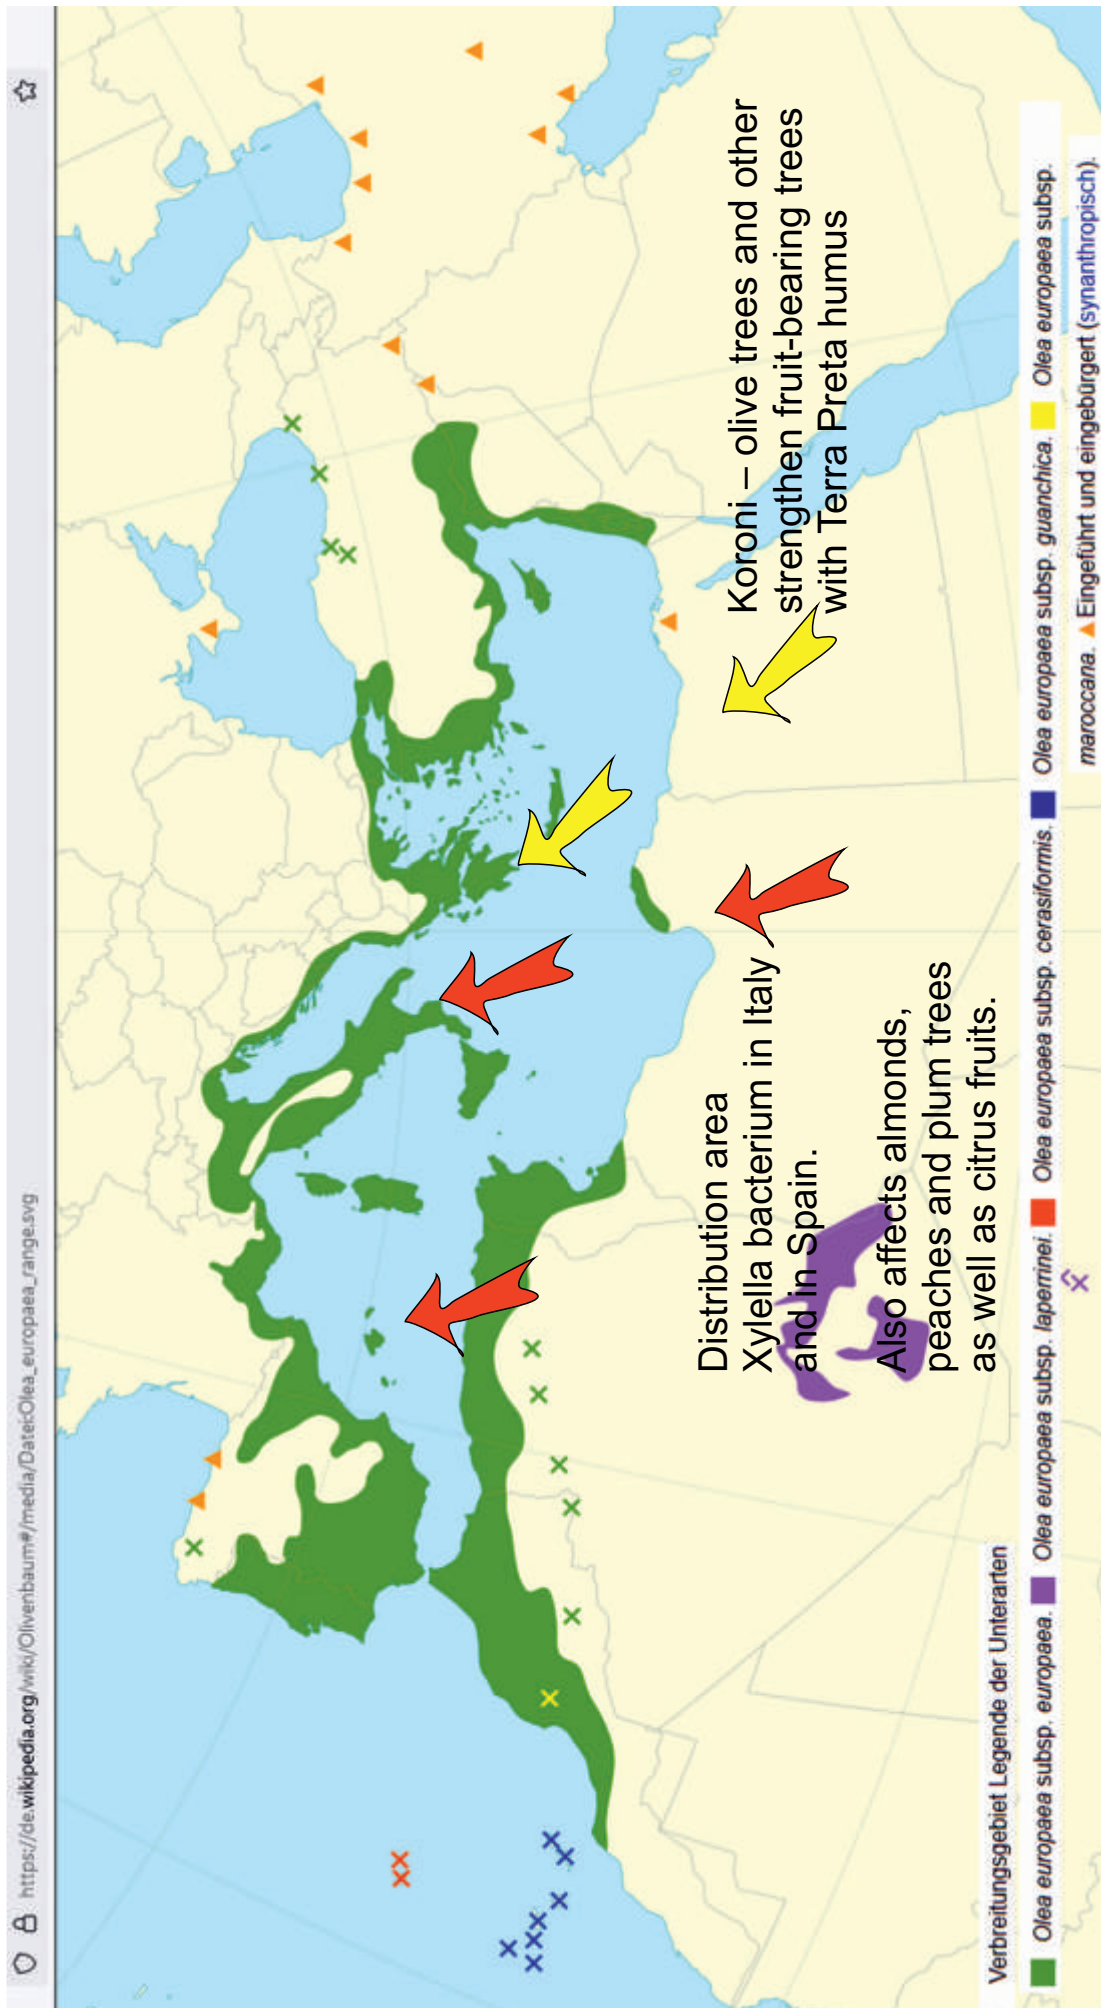 https://de.wikipedia.org/wiki/Olivenbaum#/media/Datei:Olea_europaea_range.svg
Koroni – olive trees and other
strengthen fruit-bearing trees
with Terra Preta humus
Distribution area
Xylella bacterium in Italy
and in Spain.
Also affects almonds,
peaches and plum trees
as well as citrus fruits.
Verbreitungsgebiet Legende der Unterarten
Olea europaea subsp. europaea. Olea europaea subsp. laperrinei. Olea europaea subsp. cerasiformis. Olea europaea subsp. guanchica. Olea europaea subsp.
maroccana. Eingeführt und eingebürgert (synanthropisch).